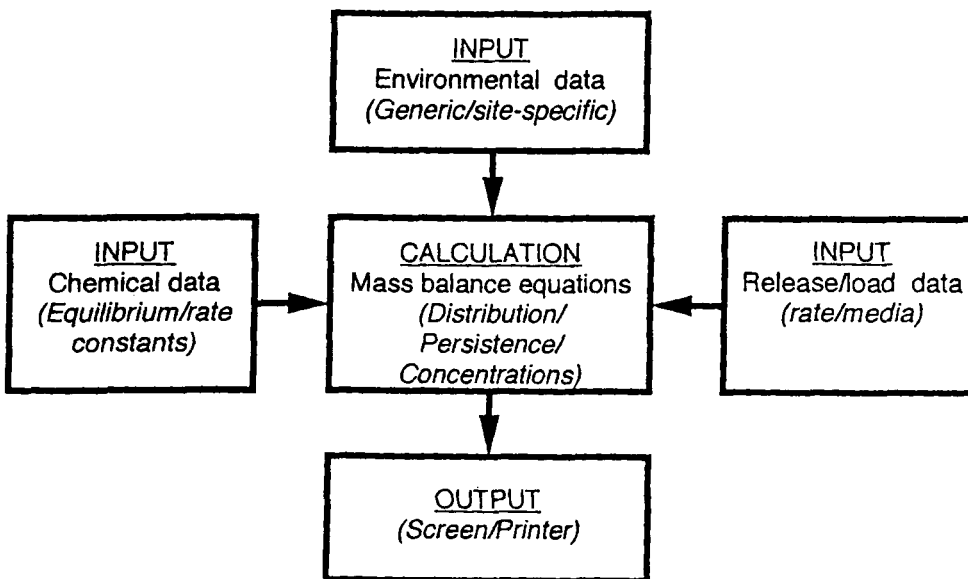 INPUT
Environmental data
(Generic/site-specific)
INPUT
Chemical data
(Equilibrium/rate
constants)
CALCULATION
Mass balance equations
(Distribution/
Persistence/
Concentrations)
INPUT
Release/load data
(rate/media)
OUTPUT
(Screen/Printer)